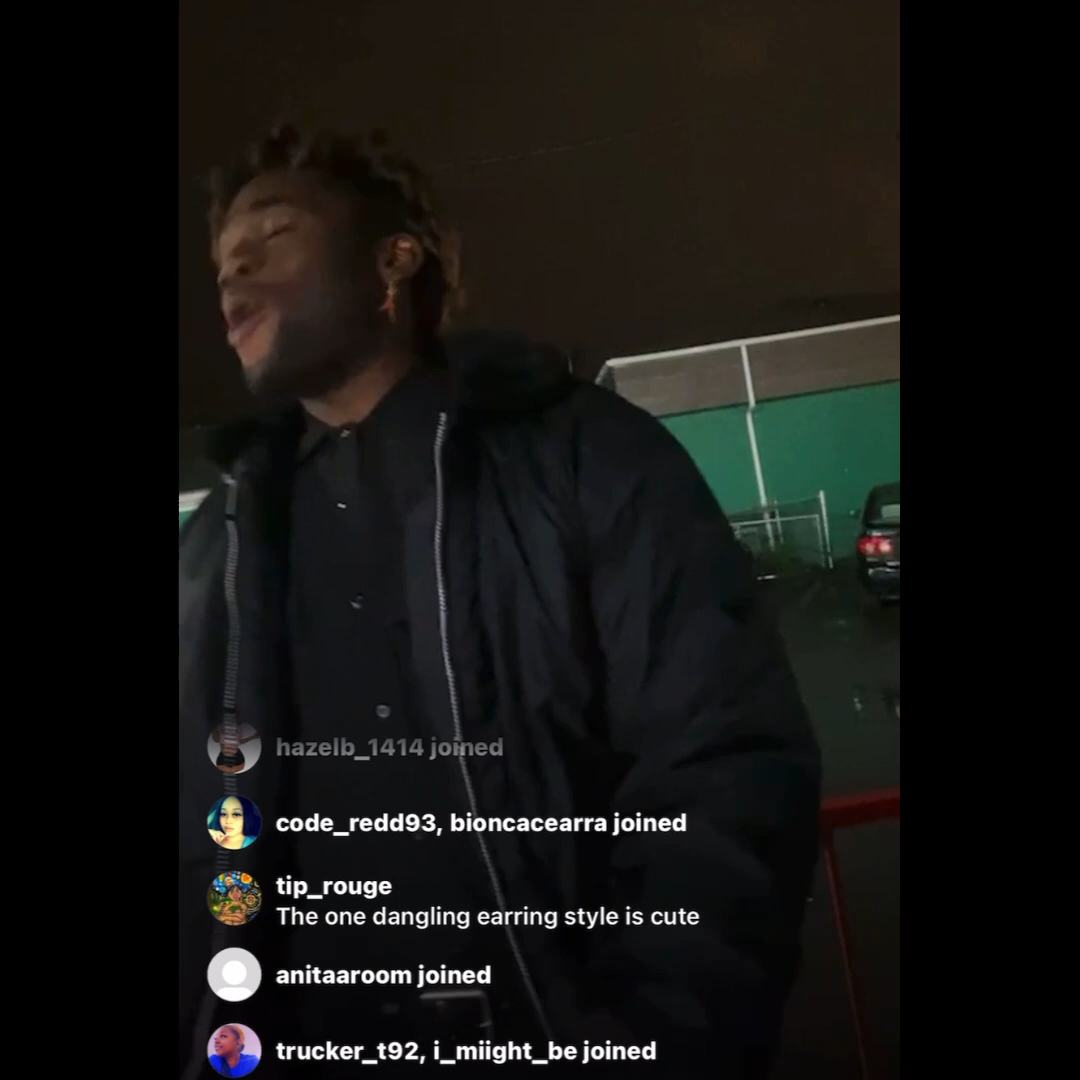 hazelb_1414 joined
code_redd93, bioncacearra joined
tip_rouge
The one dangling earring style is cute
anitaaroom joined
trucker_t92, i_miight_be joined